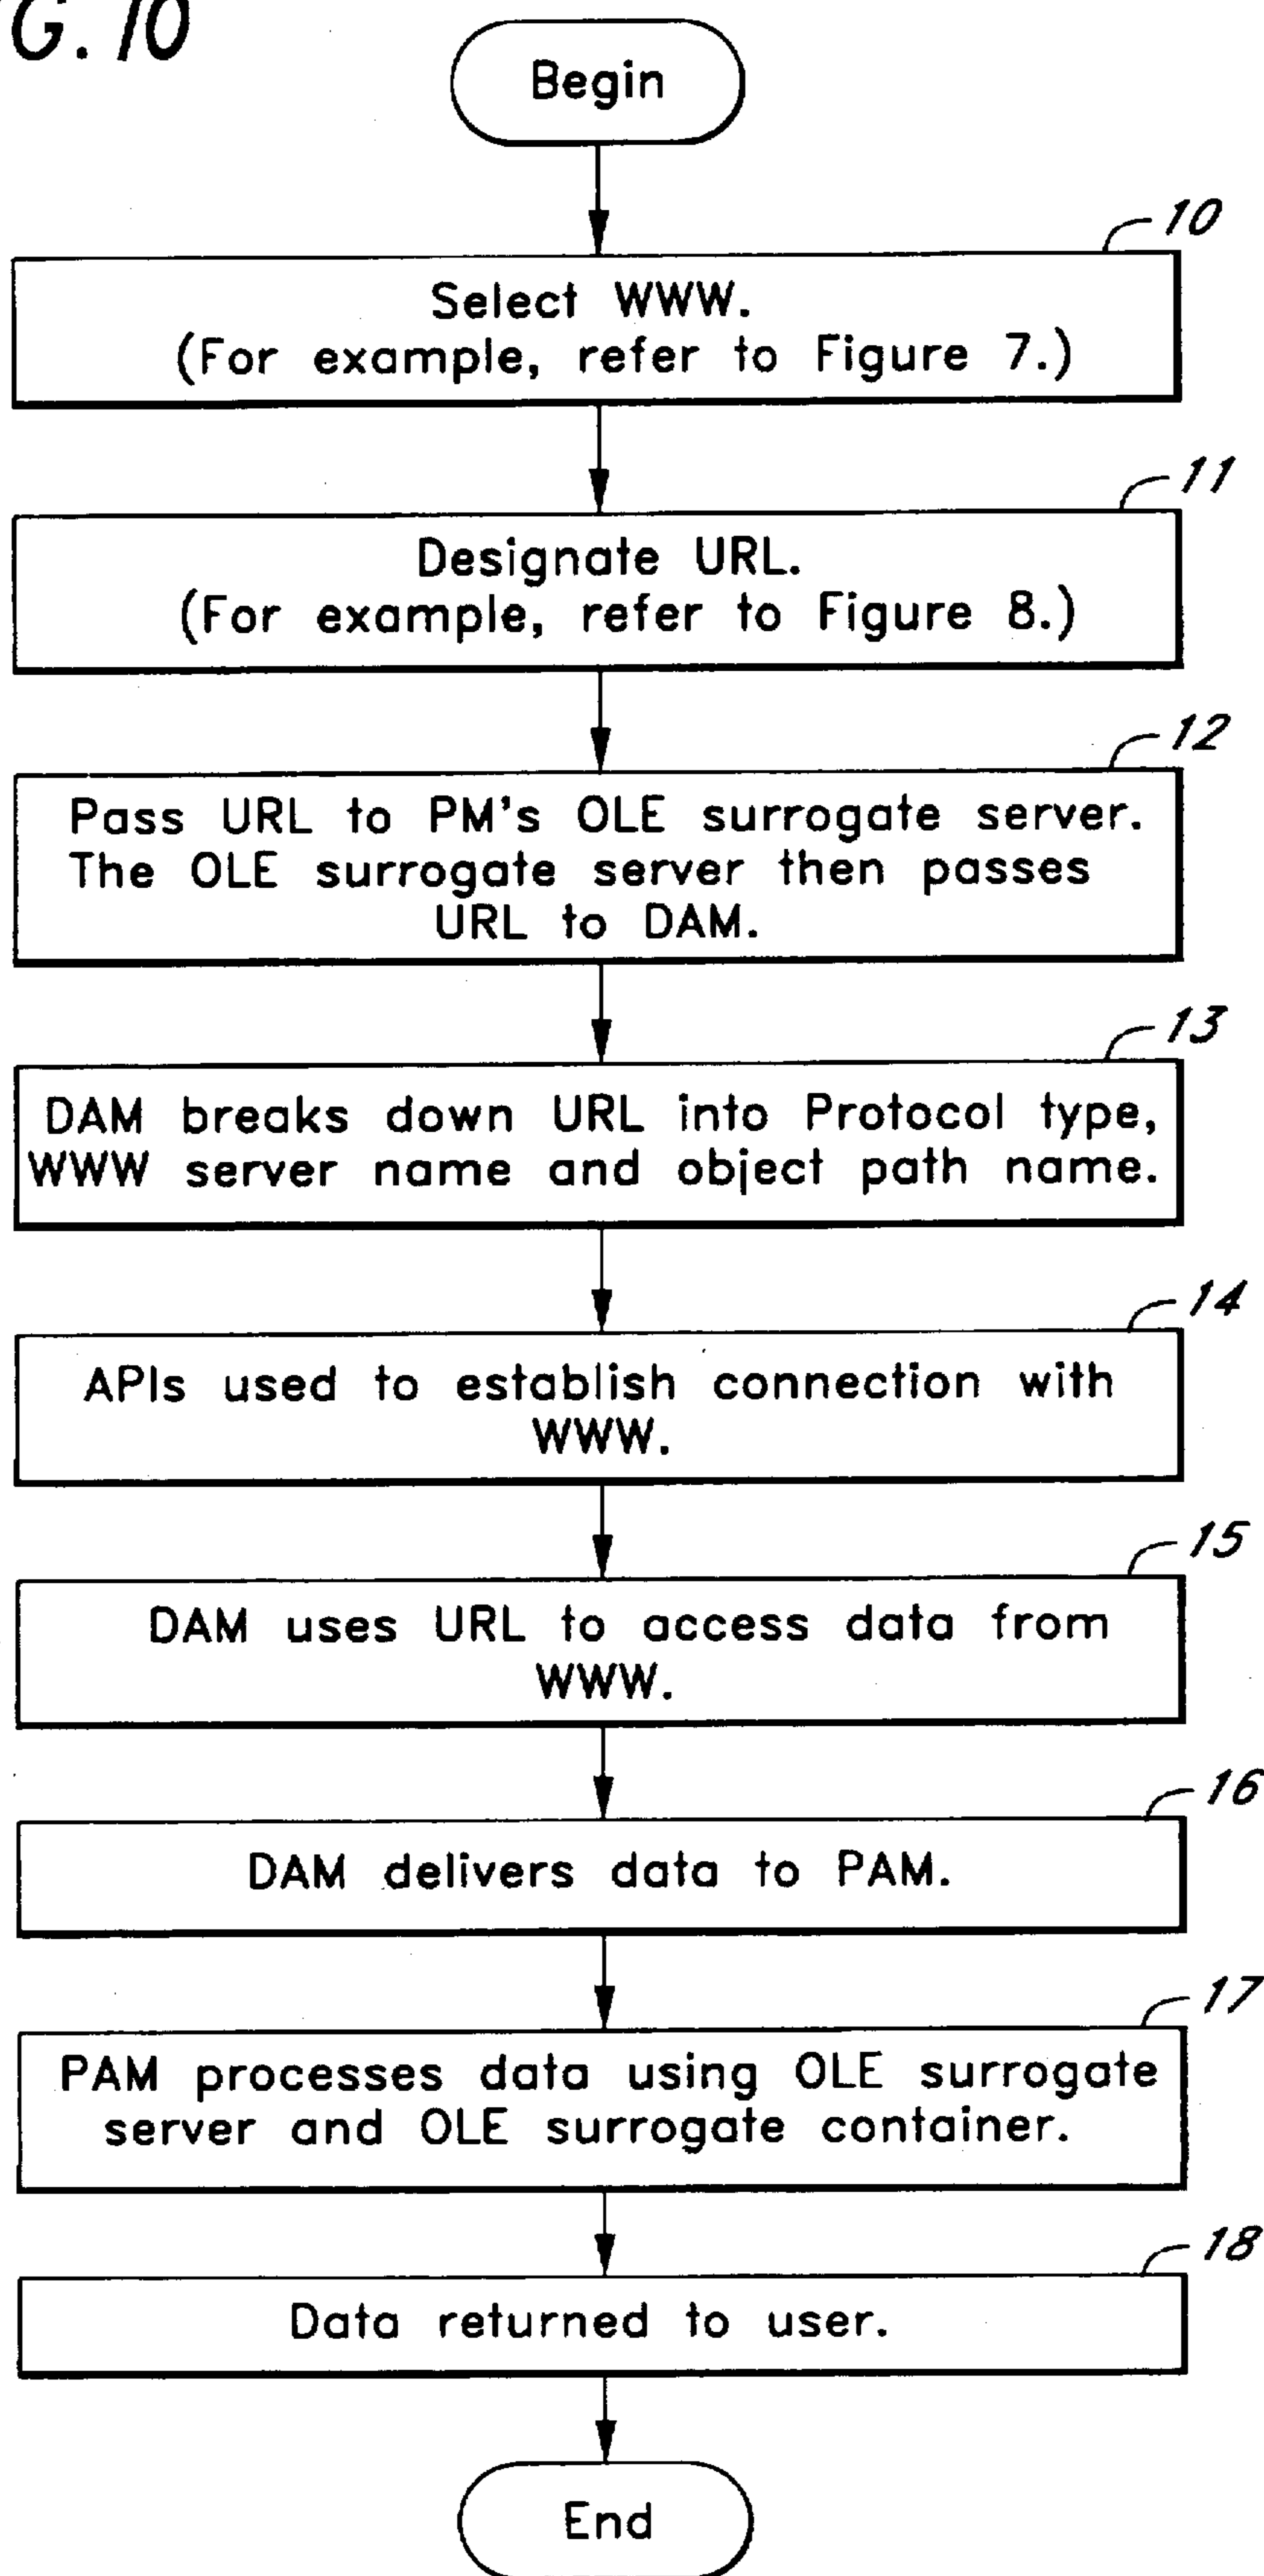 G. 10
Begin
10
Select WWW.
(For example, refer to Figure 7.)
11
Designate URL.
(For example, refer to Figure 8.)
12
Pass URL to PM's OLE surrogate server.
The OLE surrogate server then passes
URL to DAM.
13
DAM breaks down URL into Protocol type,
WWW server name and object path name.
14
APIs used to establish connection with
WWW.
15
DAM uses URL to access data from
WWW.
16
DAM delivers data to PAM.
17
PAM processes data using OLE surrogate
server and OLE surrogate container.
18
Data returned to user.
End